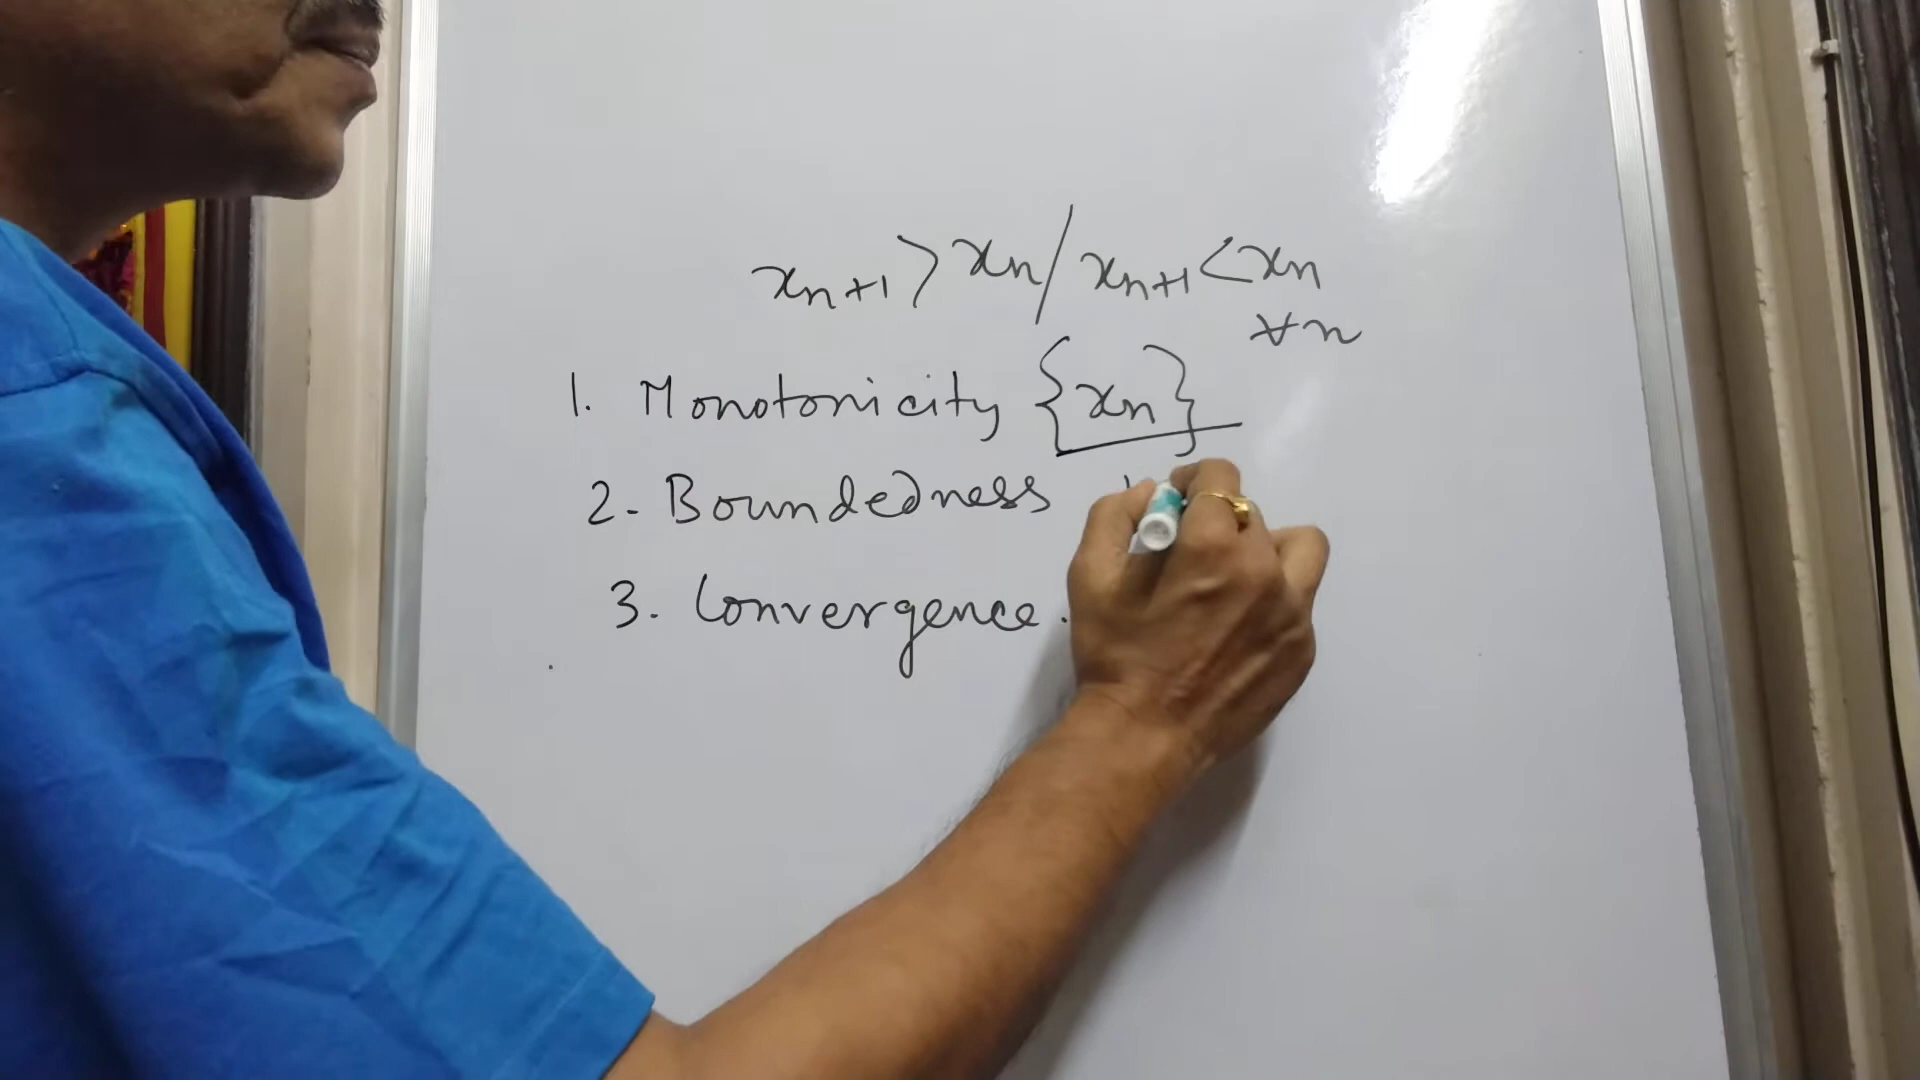 xₙ₊₁ > xₙ / xₙ₊₁ < xₙ
∀n
1. Monotonicity {xₙ}
2. Boundedness
3. Convergence.